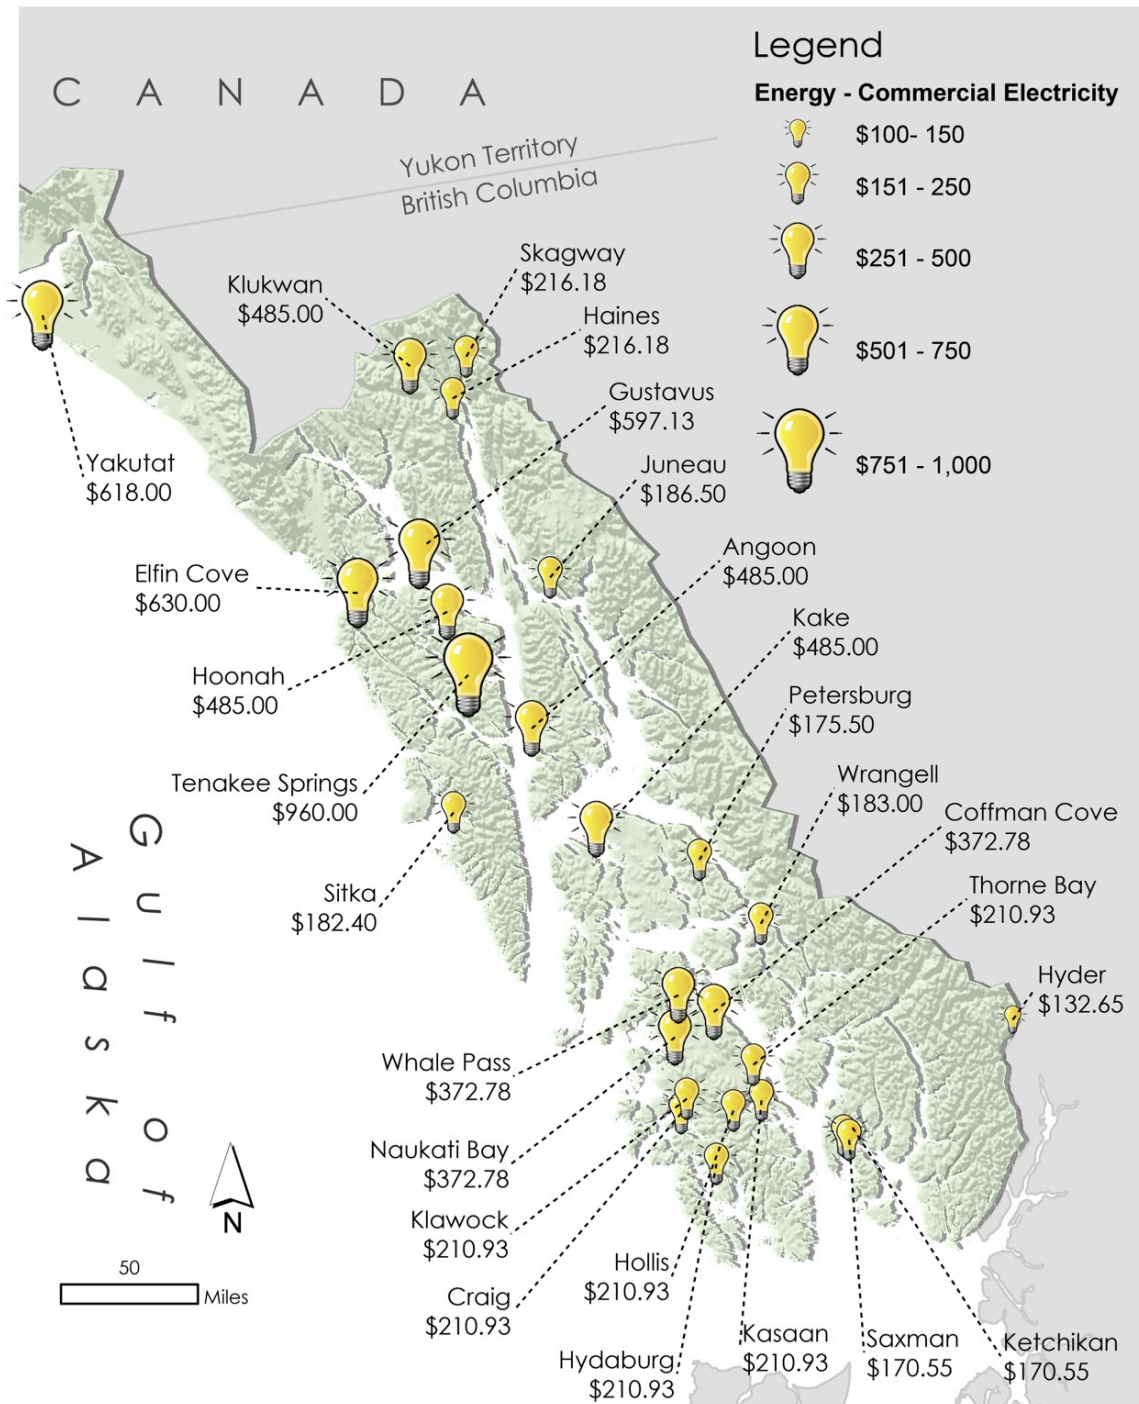 Legend
Energy - Commercial Electricity
$100- 150
$151 - 250
$251 - 500
$501 - 750
$751 - 1,000
CANADA
Yukon Territory
British Columbia
Skagway
$216.18
Klukwan
$485.00
Haines
$216.18
Gustavus
$597.13
Yakutat
$618.00
Juneau
$186.50
Angoon
$485.00
Elfin Cove
$630.00
Kake
$485.00
Hoonah
$485.00
Petersburg
$175.50
Tenakee Springs
$960.00
Wrangell
$183.00
Coffman Cove
$372.78
Sitka
$182.40
Thorne Bay
$210.93
Gulf of
Alaska
Hyder
$132.65
Whale Pass
$372.78
Naukati Bay
$372.78
Klawock
$210.93
Hollis
$210.93
Craig
$210.93
Hydaburg
$210.93
Kasaan
$210.93
Saxman
$170.55
Ketchikan
$170.55
N
50
Miles